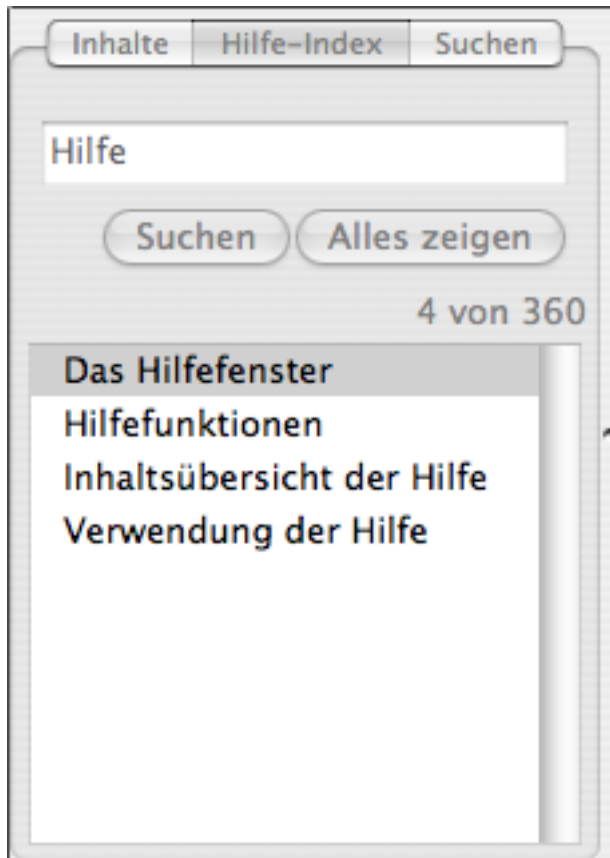 Inhalte Hilfe-Index Suchen
Hilfe
Suchen Alles zeigen
4 von 360
Das Hilfefenster
Hilfefunktionen
Inhaltsübersicht der Hilfe
Verwendung der Hilfe